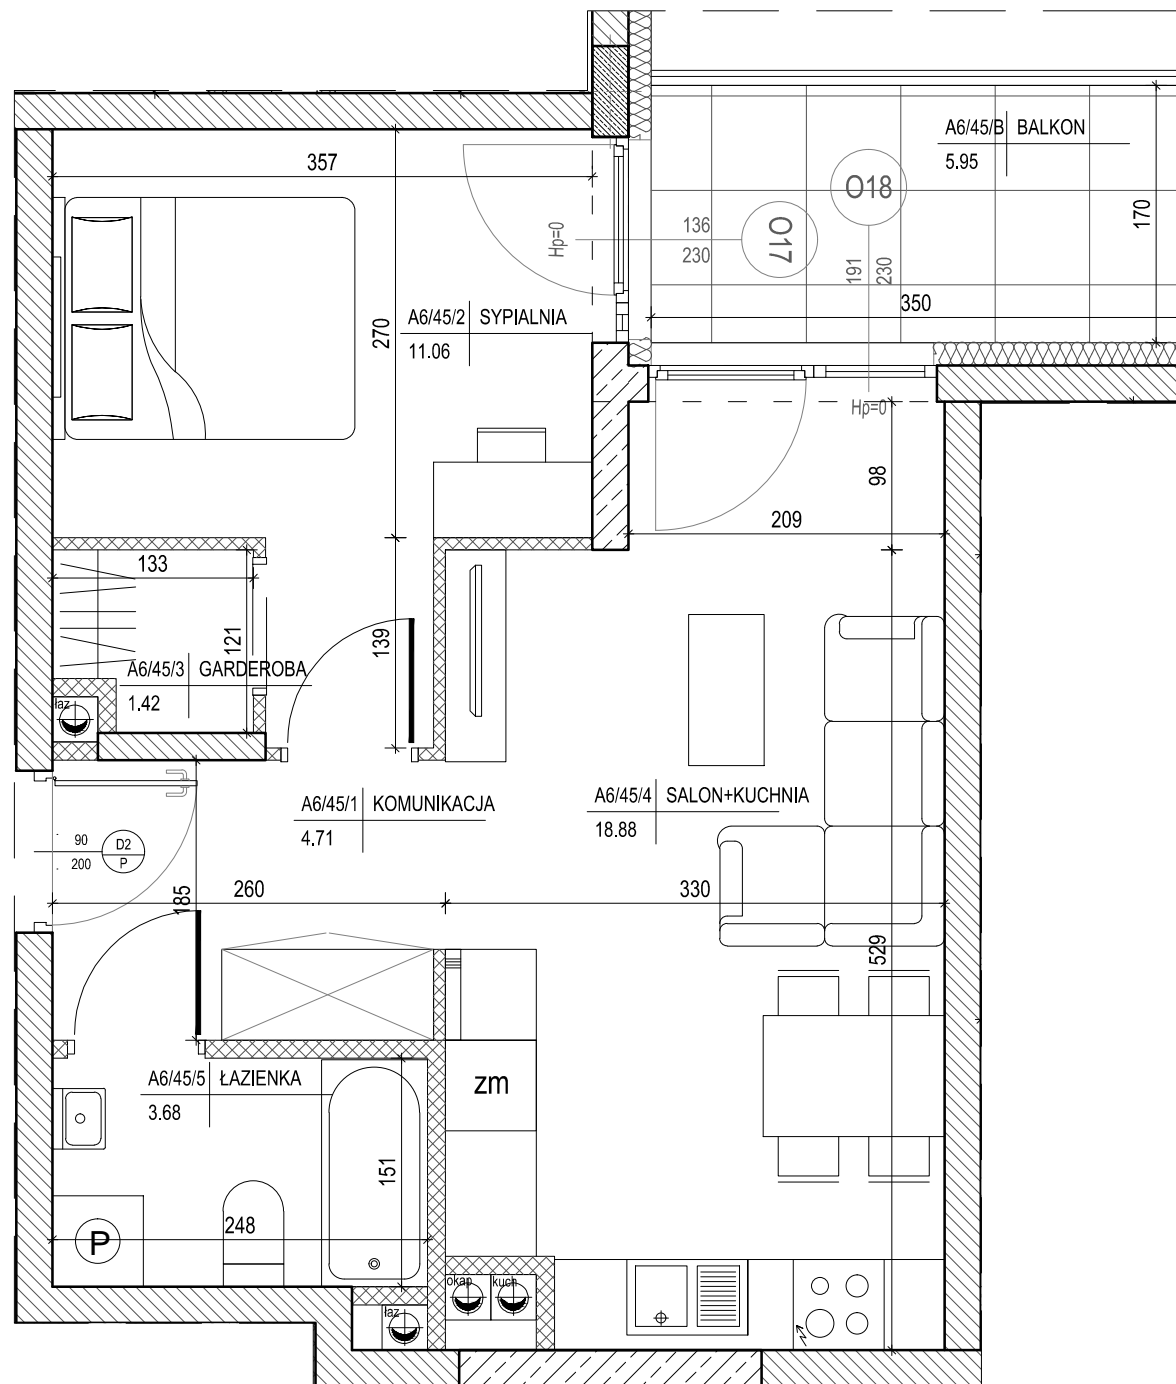 A6/45/B BALKON
5.95
357
O18
170
136
230
O17
Hp=0
191
230
350
A6/45/2 SYPIALNIA
11.06
270
Hp=0
98
209
133
121
139
A6/45/3 GARDEROBA
1.42
łaz
A6/45/1 KOMUNIKACJA
4.71
A6/45/4 SALON+KUCHNIA
18.88
90
200
D2
P
185
260
330
529
A6/45/5 ŁAZIENKA
3.68
zm
151
248
P
okap
kuch
łaz